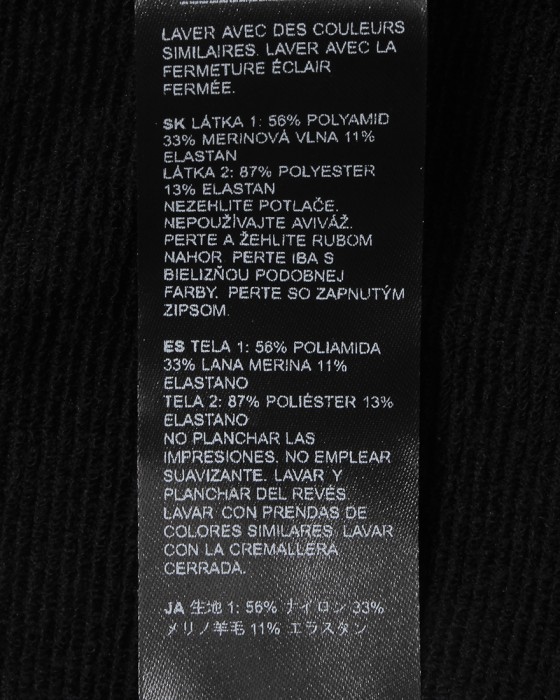 LAVER AVEC DES COULEURS
SIMILAIRES. LAVER AVEC LA
FERMETURE ÉCLAIR
FERMÉE.
SK LÁTKA 1: 56% POLYAMID
33% MERINOVÁ VLNA 11%
ELASTAN
LÁTKA 2: 87% POLYESTER
13% ELASTAN
NEZEHLITE POTLAČE.
NEPOUŽÍVAJTE AVIVÁŽ.
PERTE A ŽEHLITE RUBOM
NAHOR. PERTE IBA S
BIELIZŇOU PODOBNEJ
FARBY. PERTE SO ZAPNUTÝM
ZIPSOM.
ES TELA 1: 56% POLIAMIDA
33% LANA MERINA 11%
ELASTANO
TELA 2: 87% POLIÉSTER 13%
ELASTANO
NO PLANCHAR LAS
IMPRESIONES. NO EMPLEAR
SUAVIZANTE. LAVAR Y
PLANCHAR DEL REVÉS.
LAVAR CON PRENDAS DE
COLORES SIMILARES. LAVAR
CON LA CREMALLERA
CERRADA.
JA 生地 1: 56% ナイロン 33%
メリノ羊毛 11% エラスタン